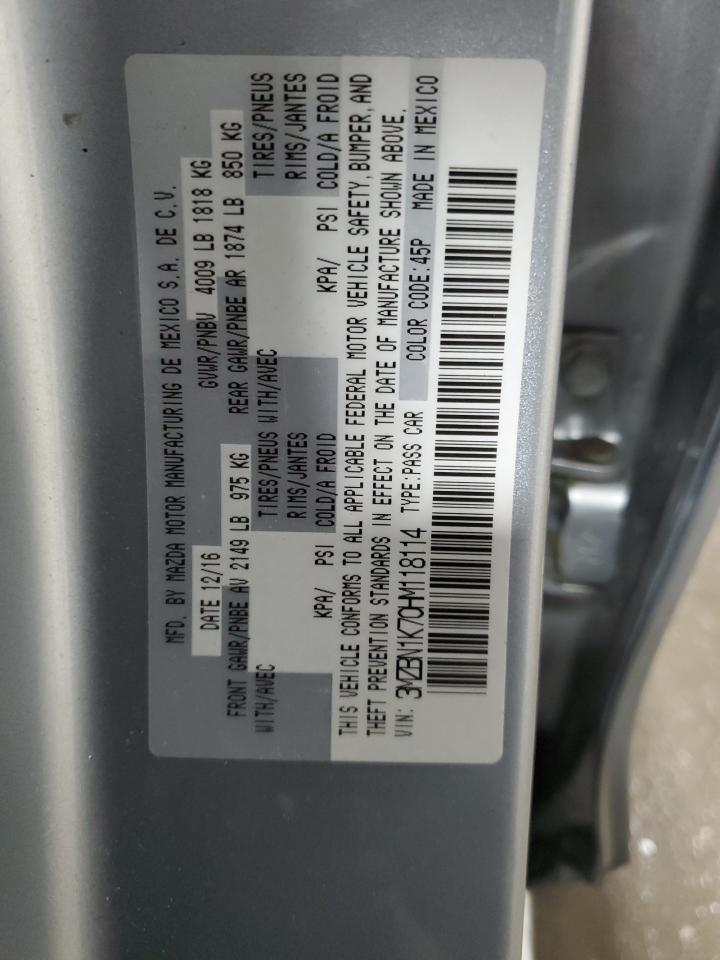 MFD. BY MAZDA MOTOR MANUFACTURING DE MEXICO S.A. DE C.V.
DATE 12/16 GVWR/PNBV 4009 LB 1818 KG
FRONT GAWR/PNBE AV 2149 LB 975 KG REAR GAWR/PNBE AR 1874 LB 850 KG
WITH/AVEC TIRES/PNEUS WITH/AVEC TIRES/PNEUS
RIMS/JANTES RIMS/JANTES
KPA/ PSI COLD/A FROID KPA/ PSI COLD/A FROID
THIS VEHICLE CONFORMS TO ALL APPLICABLE FEDERAL MOTOR VEHICLE SAFETY, BUMPER, AND
THEFT PREVENTION STANDARDS IN EFFECT ON THE DATE OF MANUFACTURE SHOWN ABOVE.
VIN: 3MZBN1K70HM118114 TYPE:PASS CAR COLOR CODE:45P MADE IN MEXICO